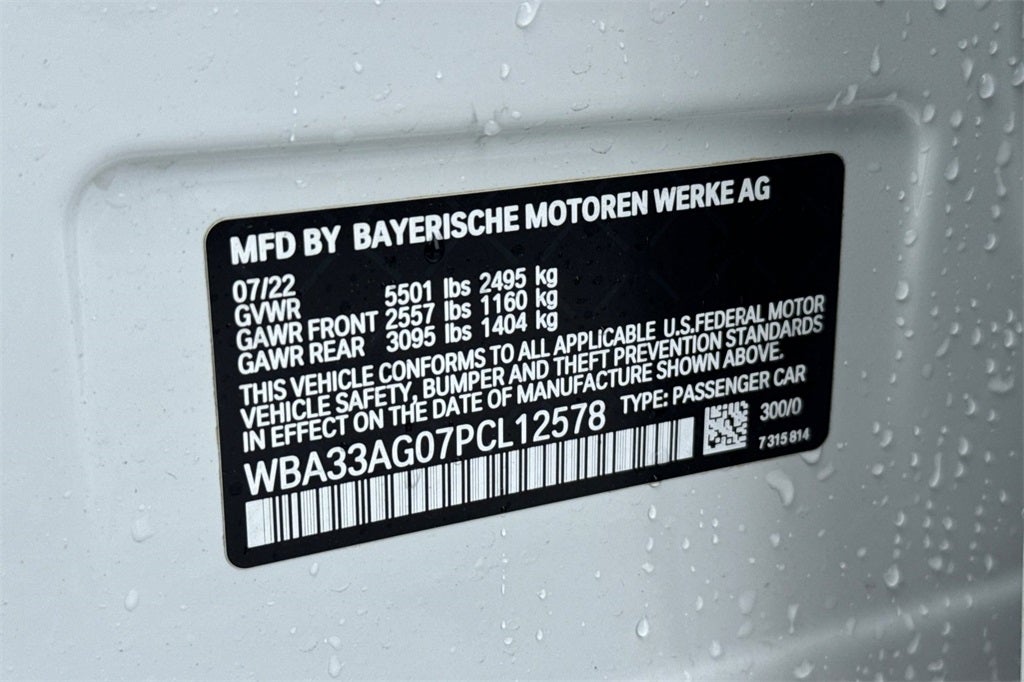 MFD BY BAYERISCHE MOTOREN WERKE AG
07/22
GVWR 5501 lbs 2495 kg
GAWR FRONT 2557 lbs 1160 kg
GAWR REAR 3095 lbs 1404 kg
THIS VEHICLE CONFORMS TO ALL APPLICABLE U.S.FEDERAL MOTOR
VEHICLE SAFETY, BUMPER AND THEFT PREVENTION STANDARDS
IN EFFECT ON THE DATE OF MANUFACTURE SHOWN ABOVE.
WBA33AG07PCL12578 TYPE: PASSENGER CAR
300/0
7 315 814